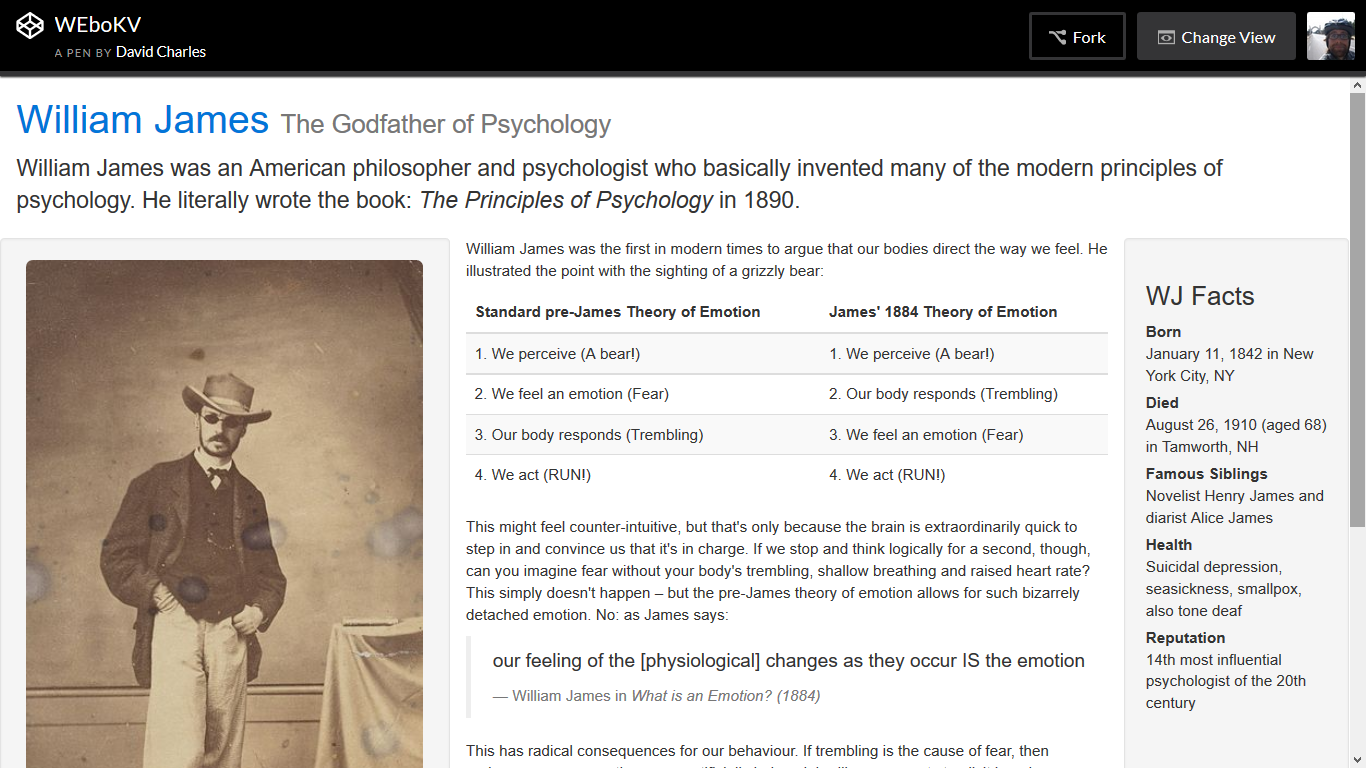 WEboKV
A PEN BY David Charles
Fork
Change View
William James The Godfather of Psychology
William James was an American philosopher and psychologist who basically invented many of the modern principles of
psychology. He literally wrote the book: The Principles of Psychology in 1890.
William James was the first in modern times to argue that our bodies direct the way we feel. He
illustrated the point with the sighting of a grizzly bear:
Standard pre-James Theory of Emotion James' 1884 Theory of Emotion
1. We perceive (A bear!) 1. We perceive (A bear!)
2. We feel an emotion (Fear) 2. Our body responds (Trembling)
3. Our body responds (Trembling) 3. We feel an emotion (Fear)
4. We act (RUN!) 4. We act (RUN!)
This might feel counter-intuitive, but that's only because the brain is extraordinarily quick to
step in and convince us that it's in charge. If we stop and think logically for a second, though,
can you imagine fear without your body's trembling, shallow breathing and raised heart rate?
This simply doesn't happen – but the pre-James theory of emotion allows for such bizarrely
detached emotion. No: as James says:
our feeling of the [physiological] changes as they occur IS the emotion
— William James in What is an Emotion? (1884)
This has radical consequences for our behaviour. If trembling is the cause of fear, then
WJ Facts
Born
January 11, 1842 in New
York City, NY
Died
August 26, 1910 (aged 68)
in Tamworth, NH
Famous Siblings
Novelist Henry James and
diarist Alice James
Health
Suicidal depression,
seasickness, smallpox,
also tone deaf
Reputation
14th most influential
psychologist of the 20th
century